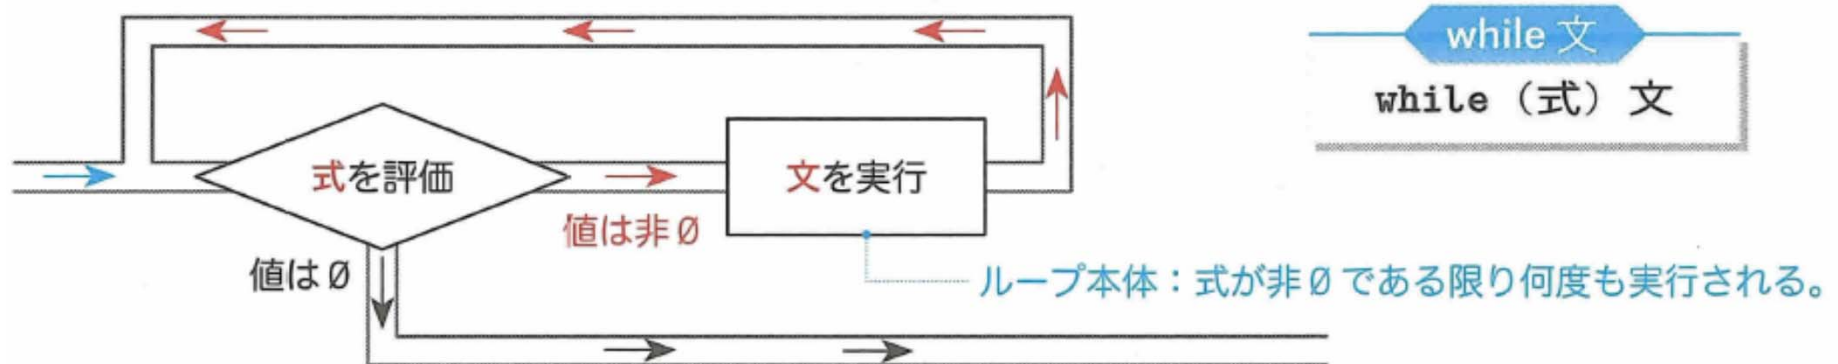 while 文
while (式) 文
式を評価
文を実行
値は非0
値は0
ループ本体：式が非0である限り何度も実行される。